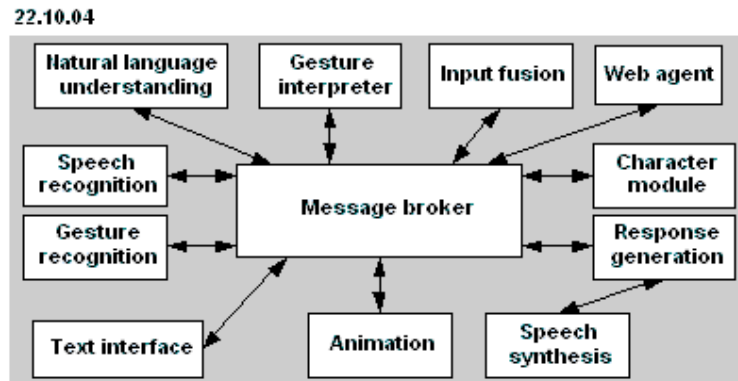 22.10.04
Natural language
understanding
Gesture
interpreter
Input fusion
Web agent
Speech
recognition
Message broker
Character
module
Gesture
recognition
Response
generation
Text interface
Animation
Speech
synthesis